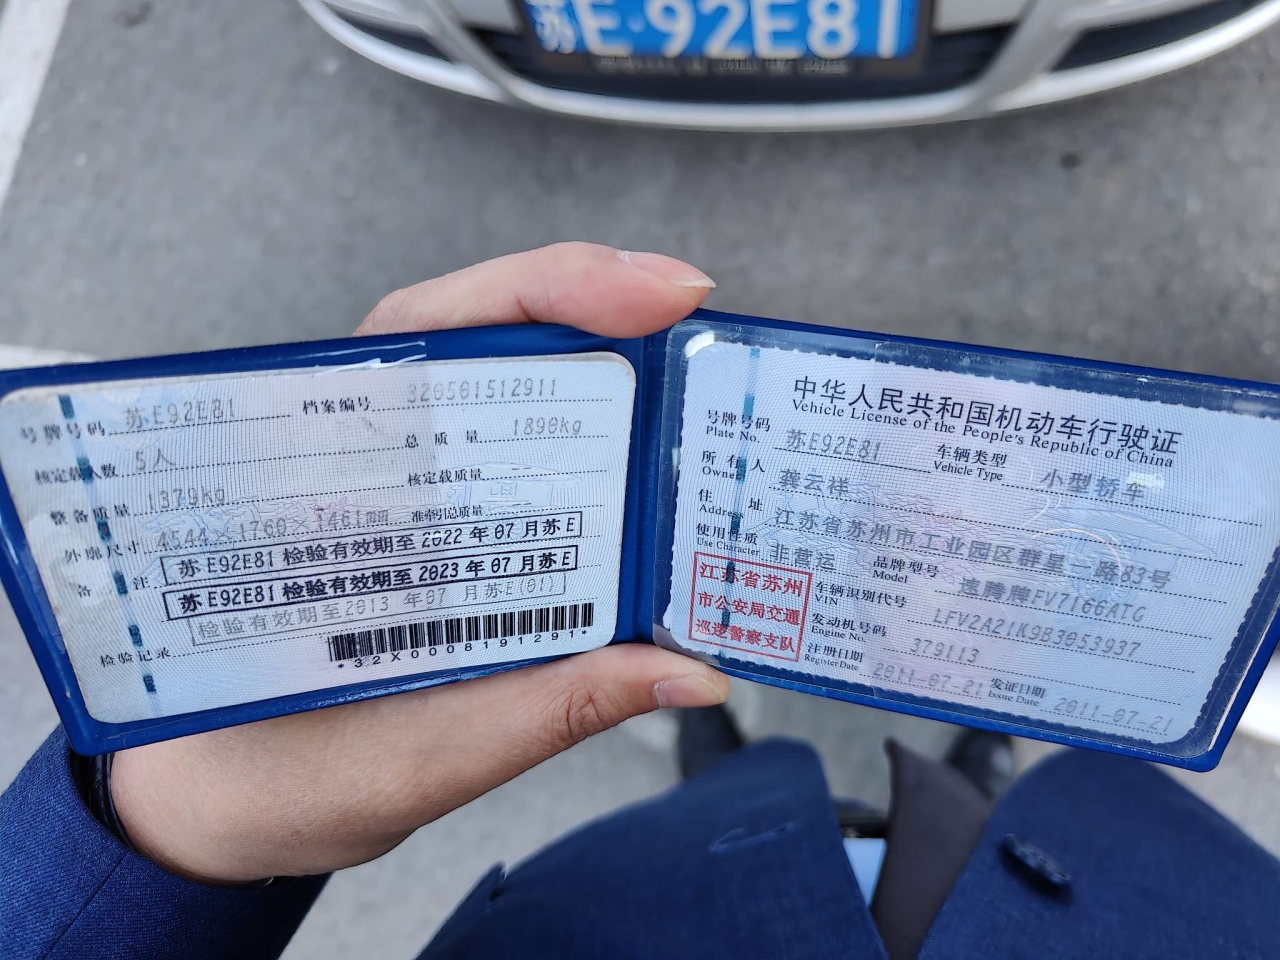 苏E·92E81
号牌号码 苏E92E81 档案编号 320501512911
核定载人数 5人 总质量 1890kg
整备质量 1379kg 核定载质量
外廓尺寸 4544×1760×1461mm 准牵引总质量
备注 苏E92E81 检验有效期至2022年07月苏E
苏E92E81 检验有效期至2023年07月苏E
检验有效期至2013年07月苏E(01)
检验记录
*32X0008191291*
中华人民共和国机动车行驶证
Vehicle License of the People's Republic of China
号牌号码 苏E92E81 车辆类型 小型轿车
Plate No. Vehicle Type
所有人 龚云祥
Owner
住址 江苏省苏州市工业园区群星一路83号
使用性质 非营运 品牌型号 速腾牌FV7166ATG
Use Character Model
江苏省苏州
市公安局交通
巡逻警察支队
车辆识别代号 LFV2A21K9B3053937
VIN
发动机号码 379113
Engine No.
注册日期 2011-07-21 发证日期 2011-07-21
Register Date Issue Date